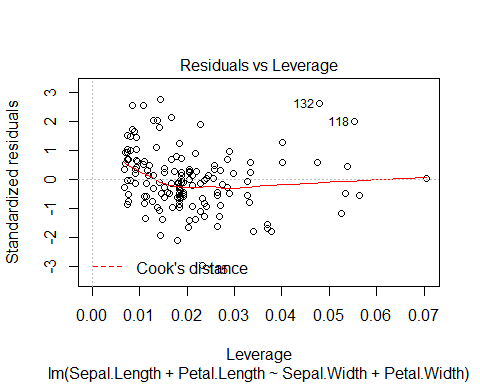 Residuals vs Leverage
3
132
2
118
1
0
-1
-2
-3
Cook's distance
Standardized residuals
0.00 0.01 0.02 0.03 0.04 0.05 0.06 0.07
Leverage
lm(Sepal.Length + Petal.Length ~ Sepal.Width + Petal.Width)